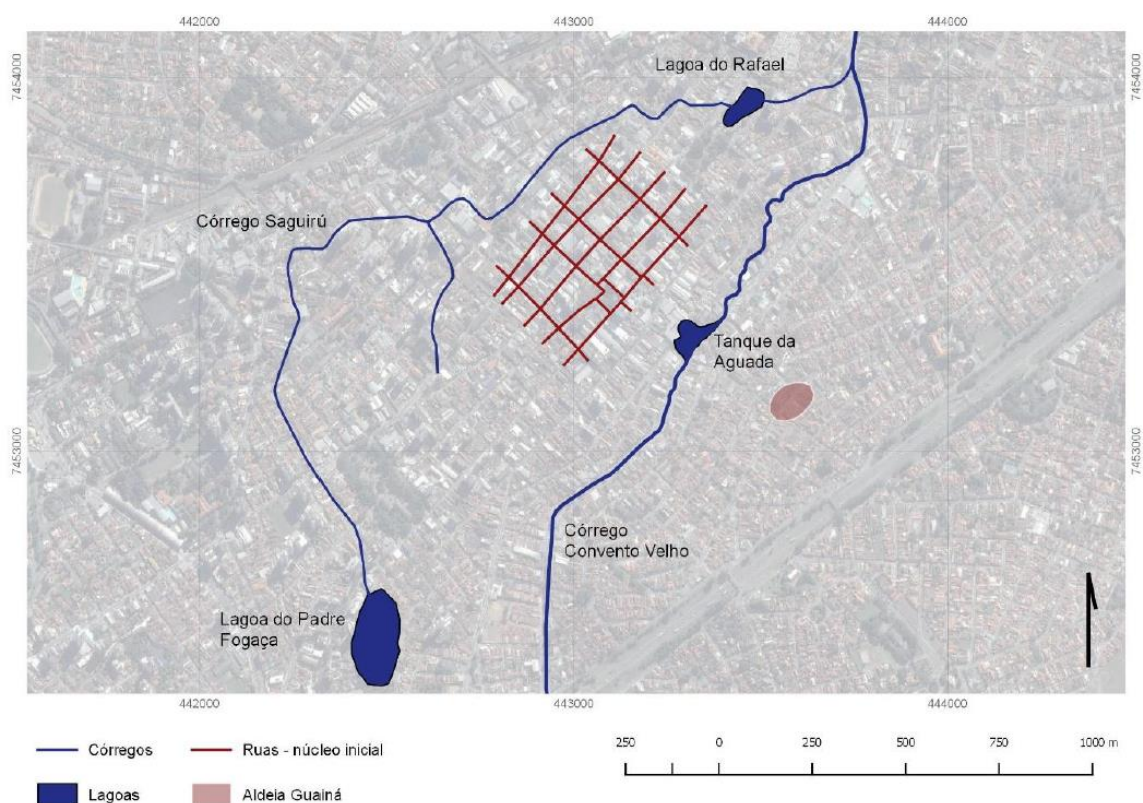 442000 443000 444000
7454000 7454000
Lagoa do Rafael
Córrego Saguirú
Tanque da
Aguada
7453000 7453000
Córrego
Convento Velho
Lagoa do Padre
Fogaça
442000 443000 444000
Córregos Ruas - núcleo inicial
250 0 250 500 750 1000 m
Lagoas Aldeia Guainá